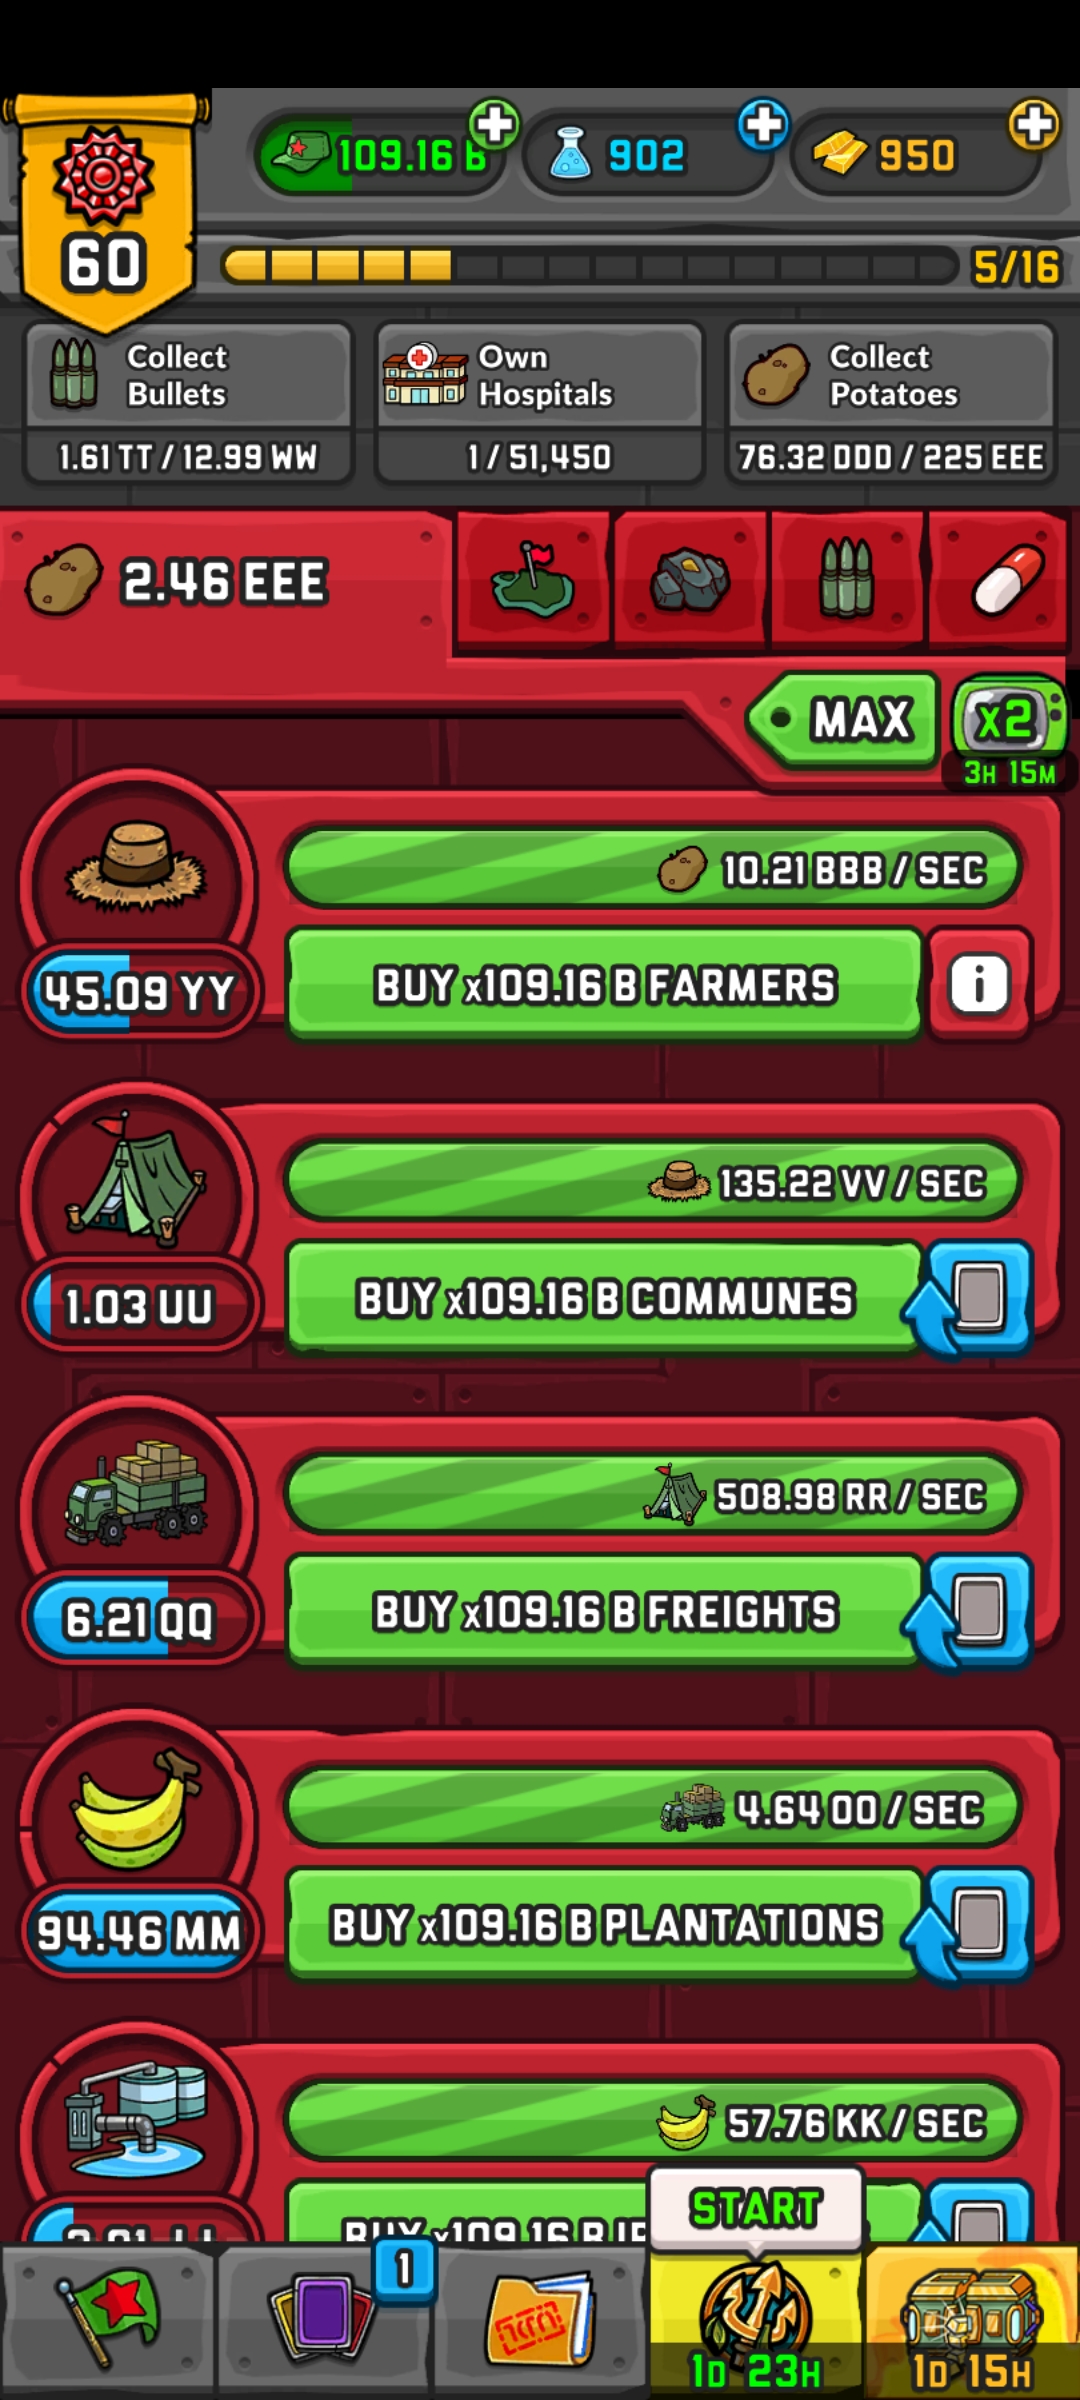 109.16 B
902
950
60
5/16
Collect
Bullets
1.61 TT / 12.99 WW
Own
Hospitals
1 / 51,450
Collect
Potatoes
76.32 DDD / 225 EEE
2.46 EEE
MAX
x2
3H 15M
10.21 BBB / SEC
45.09 YY
BUY x109.16 B FARMERS
i
135.22 VV / SEC
1.03 UU
BUY x109.16 B COMMUNES
508.98 RR / SEC
6.21 QQ
BUY x109.16 B FREIGHTS
4.64 OO / SEC
94.46 MM
BUY x109.16 B PLANTATIONS
57.76 KK / SEC
START
BUY x109.16 B
1
1D 23H
1D 15H